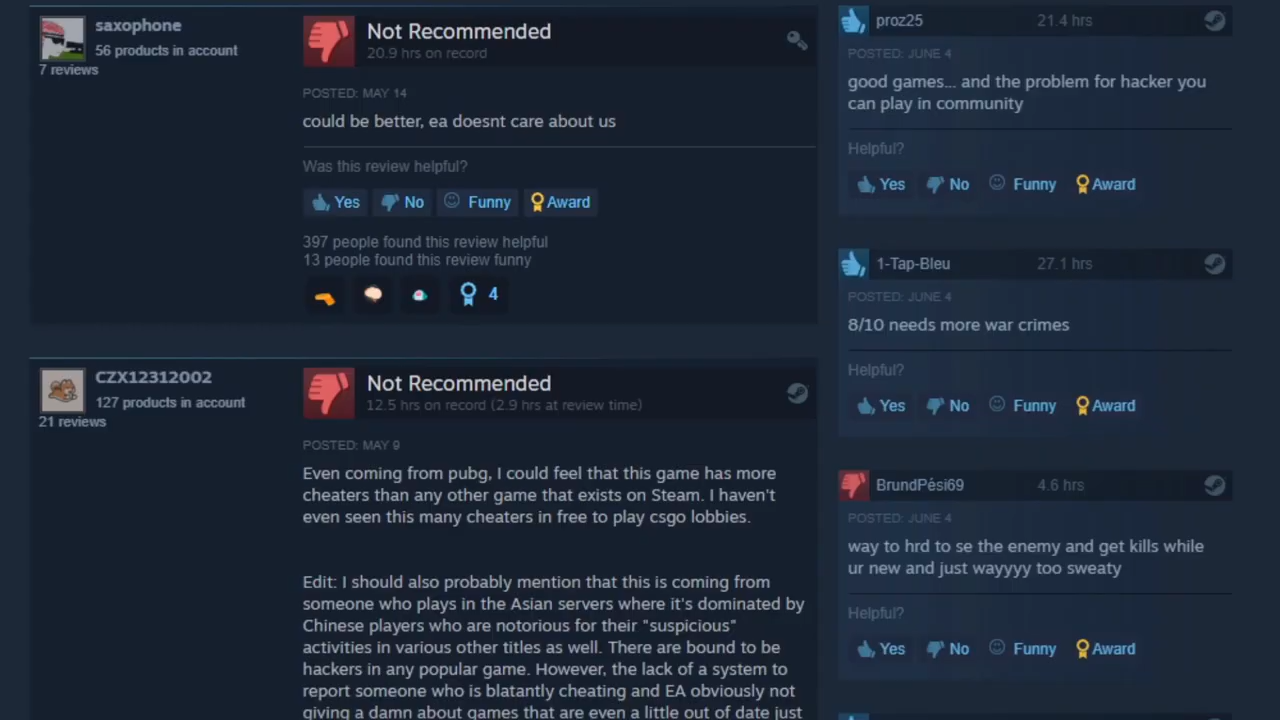 saxophone
56 products in account
7 reviews
Not Recommended
20.9 hrs on record
POSTED: MAY 14
could be better, ea doesnt care about us
Was this review helpful?
Yes No Funny Award
397 people found this review helpful
13 people found this review funny
4
CZX12312002
127 products in account
21 reviews
Not Recommended
12.5 hrs on record (2.9 hrs at review time)
POSTED: MAY 9
Even coming from pubg, I could feel that this game has more
cheaters than any other game that exists on Steam. I haven't
even seen this many cheaters in free to play csgo lobbies.
Edit: I should also probably mention that this is coming from
someone who plays in the Asian servers where it's dominated by
Chinese players who are notorious for their "suspicious"
activities in various other titles as well. There are bound to be
hackers in any popular game. However, the lack of a system to
report someone who is blatantly cheating and EA obviously not
giving a damn about games that are even a little out of date just
proz25 21.4 hrs
POSTED: JUNE 4
good games... and the problem for hacker you
can play in community
Helpful?
Yes No Funny Award
1-Tap-Bleu 27.1 hrs
POSTED: JUNE 4
8/10 needs more war crimes
Helpful?
Yes No Funny Award
BrundPêsi69 4.6 hrs
POSTED: JUNE 4
way to hrd to se the enemy and get kills while
ur new and just wayyyy too sweaty
Helpful?
Yes No Funny Award